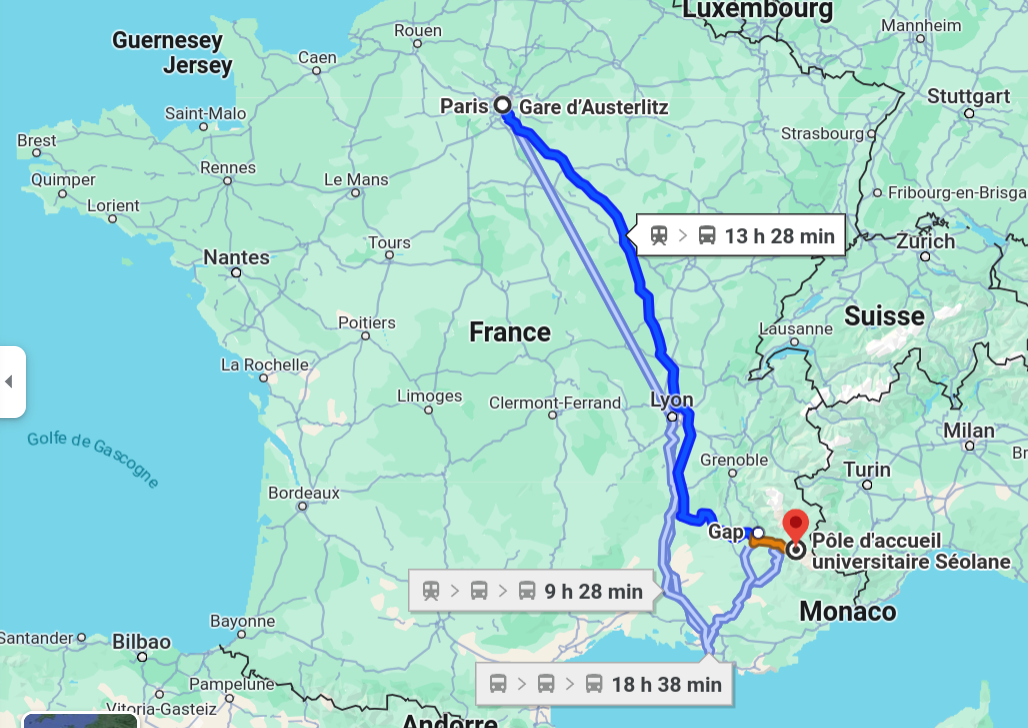 Luxembourg
Mannheim
Rouen
Guernesey
Jersey
Caen
Stuttgart
Paris
Gare d'Austerlitz
Saint-Malo
Strasbourg
Brest
Rennes
Quimper
Le Mans
Fribourg-en-Brisga
Lorient
13 h 28 min
Zurich
Tours
Nantes
Suisse
Poitiers
France
Lausanne
La Rochelle
Limoges
Clermont-Ferrand
Lyon
Milan
Golfe de Gascogne
Grenoble
Turin
Br
Bordeaux
Gap
Pôle d'accueil
universitaire Séolane
9 h 28 min
Monaco
Bayonne
Santander
Bilbao
Pampelune
18 h 38 min
Vitoria-Gasteiz
Andorre